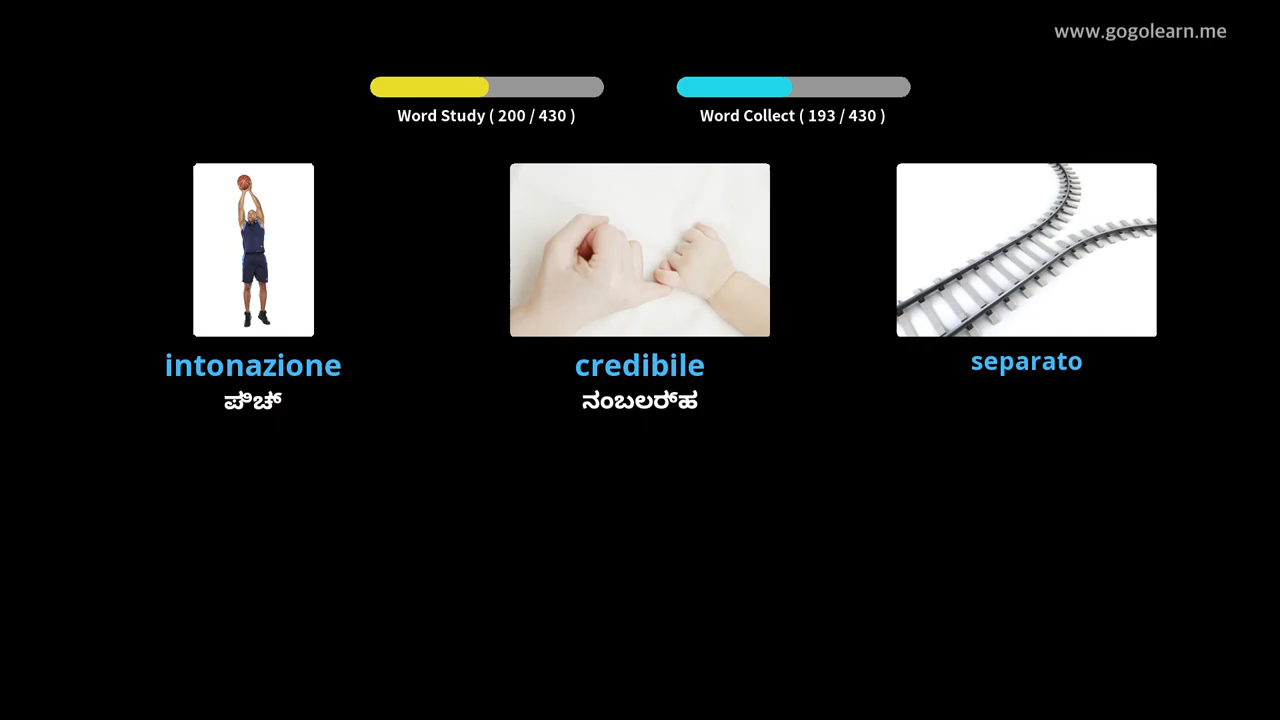 www.gogolearn.me
Word Study ( 200 / 430 )
Word Collect ( 193 / 430 )
intonazione
ಪಿಚ್
credibile
ನಂಬಲರ್ಹ
separato